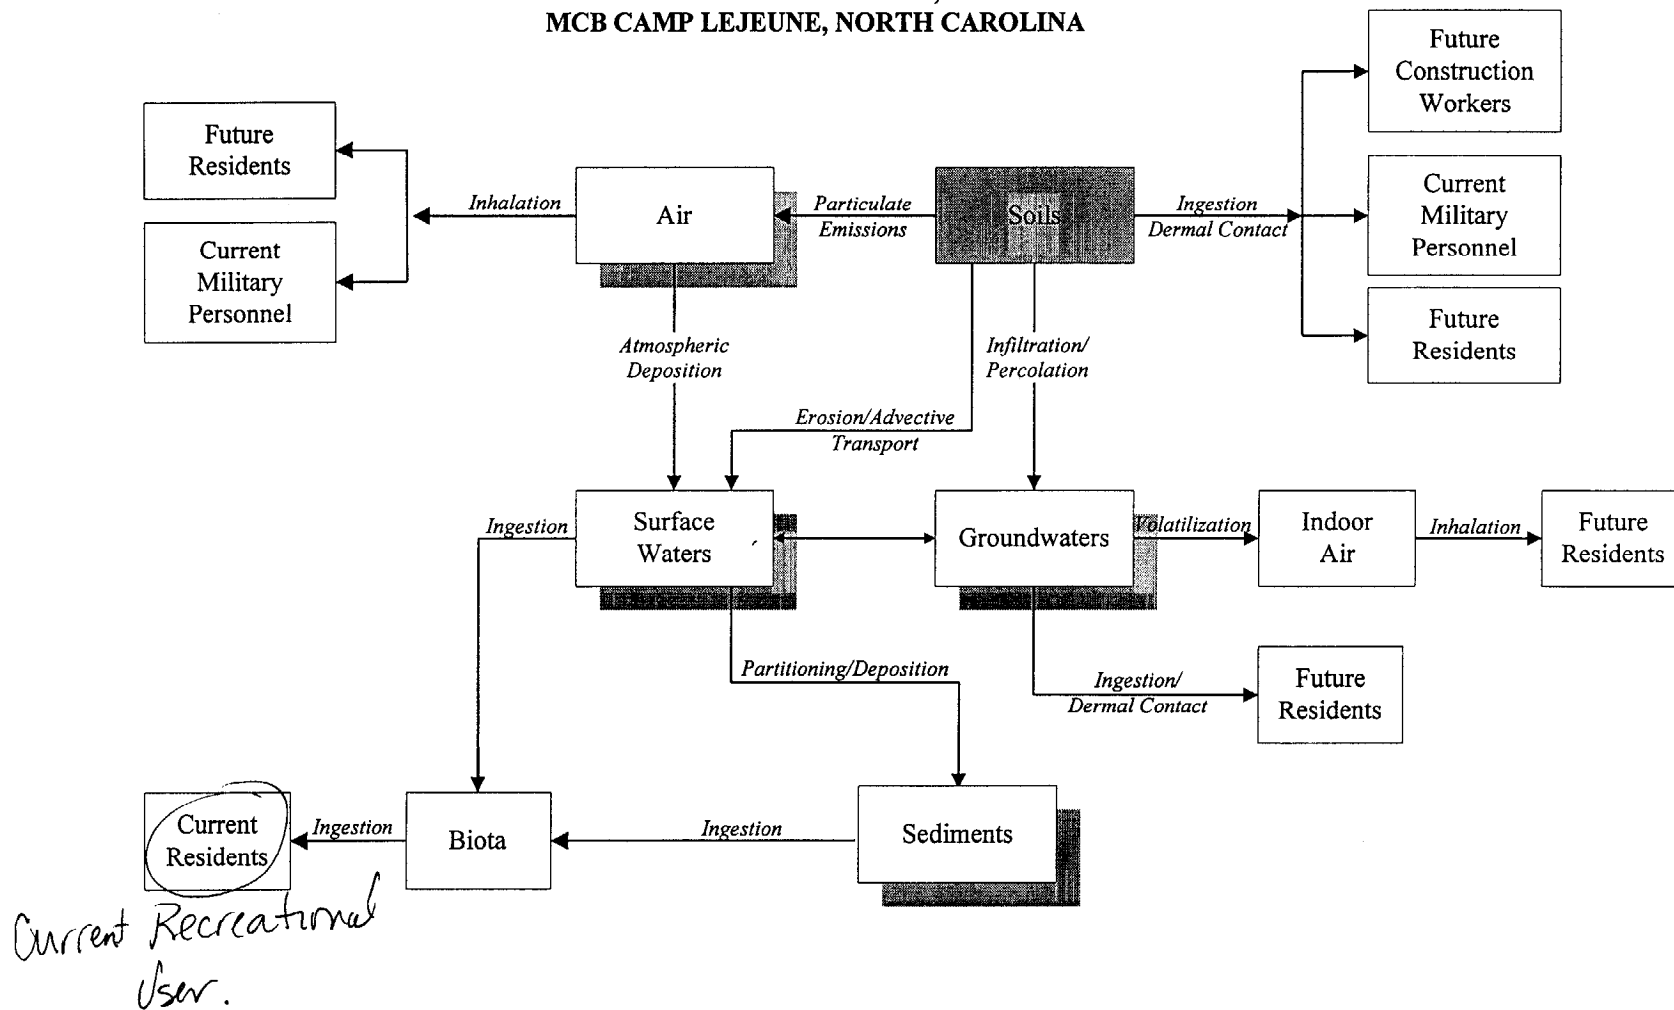 MCB CAMP LEJEUNE, NORTH CAROLINA
Future
Construction
Workers
Future
Residents
Current
Military
Personnel
Inhalation
Air
Particulate
Emissions
Soils
Ingestion
Dermal Contact
Current
Military
Personnel
Future
Residents
Atmospheric
Deposition
Infiltration/
Percolation
Erosion/Advective
Transport
Ingestion
Surface
Waters
Groundwaters
Volatilization
Indoor
Air
Inhalation
Future
Residents
Partitioning/Deposition
Ingestion/
Dermal Contact
Future
Residents
Current
Residents
Ingestion
Biota
Ingestion
Sediments
Current Recreational
User.